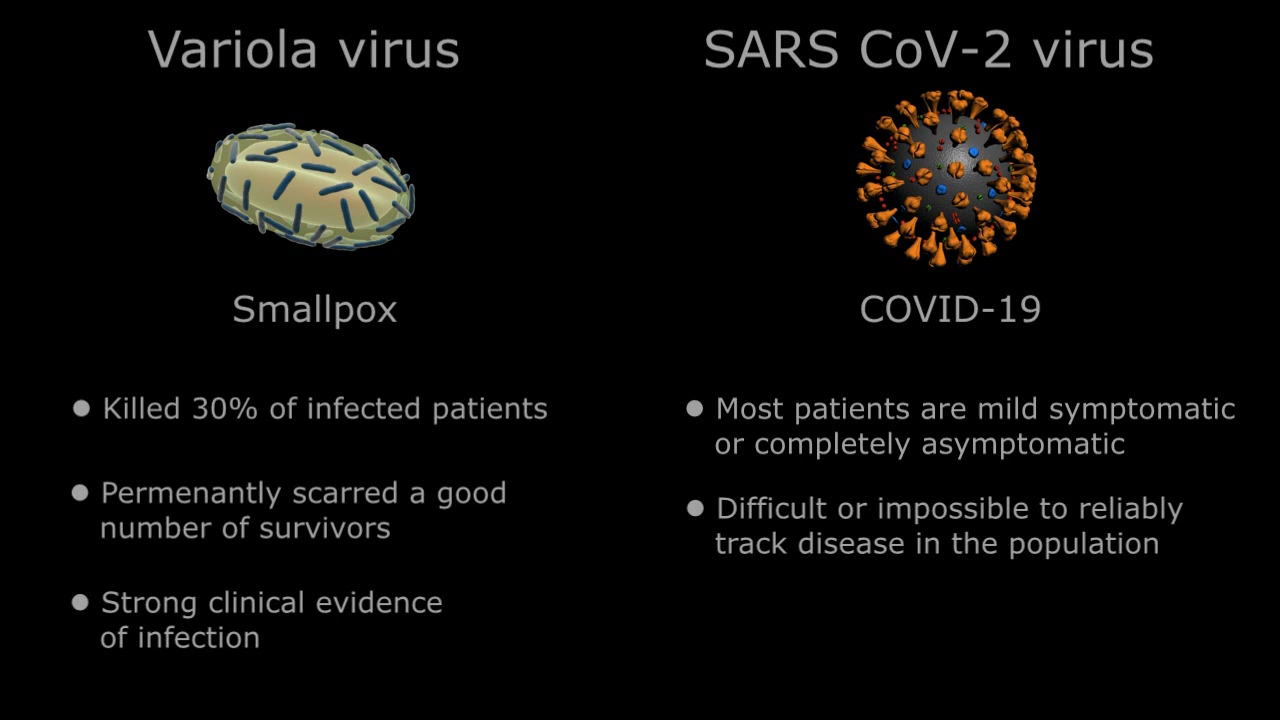 Variola virus
Smallpox
● Killed 30% of infected patients
● Permenantly scarred a good
number of survivors
● Strong clinical evidence
of infection
SARS CoV-2 virus
COVID-19
● Most patients are mild symptomatic
or completely asymptomatic
● Difficult or impossible to reliably
track disease in the population